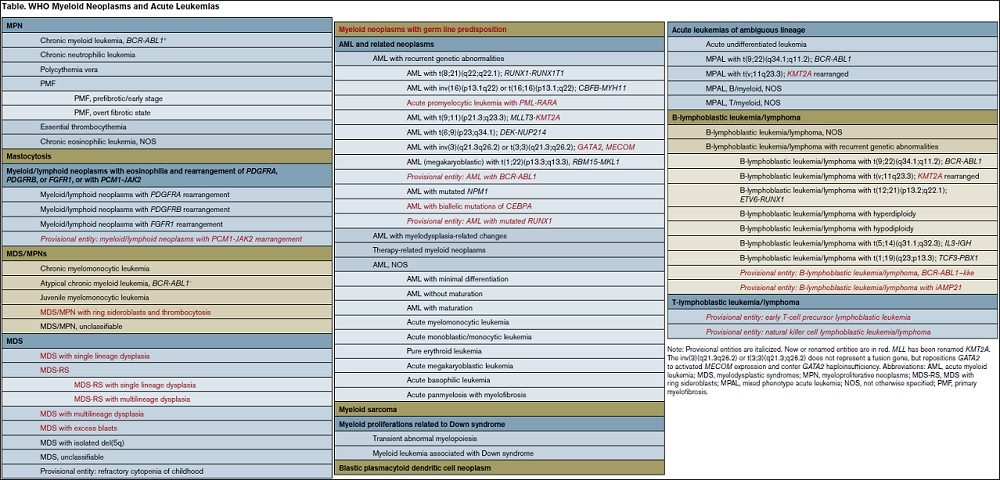 Table. WHO Myeloid Neoplasms and Acute Leukemias
MPN
Chronic myeloid leukemia, BCR-ABL1+
Chronic neutrophilic leukemia
Polycythemia vera
PMF
PMF, prefibrotic/early stage
PMF, overt fibrotic state
Essential thrombocythemia
Chronic eosinophilic leukemia, NOS
Mastocytosis
Myeloid/lymphoid neoplasms with eosinophilia and rearrangement of PDGFRA,
PDGFRB, or FGFR1, or with PCM1-JAK2
Myeloid/lymphoid neoplasms with PDGFRA rearrangement
Myeloid/lymphoid neoplasms with PDGFRB rearrangement
Myeloid/lymphoid neoplasms with FGFR1 rearrangement
Provisional entity: myeloid/lymphoid neoplasms with PCM1-JAK2 rearrangement
MDS/MPNs
Chronic myelomonocytic leukemia
Atypical chronic myeloid leukemia, BCR-ABL1-
Juvenile myelomonocytic leukemia
MDS/MPN with ring sideroblasts and thrombocytosis
MDS/MPN, unclassifiable
MDS
MDS with single lineage dysplasia
MDS-RS
MDS-RS with single lineage dysplasia
MDS-RS with multilineage dysplasia
MDS with multilineage dysplasia
MDS with excess blasts
MDS with isolated del(5q)
MDS, unclassifiable
Provisional entity: refractory cytopenia of childhood
Myeloid neoplasms with germ line predisposition
AML and related neoplasms
AML with recurrent genetic abnormalities
AML with t(8;21)(q22;q22.1); RUNX1-RUNX1T1
AML with inv(16)(p13.1q22) or t(16;16)(p13.1;q22); CBFB-MYH11
Acute promyelocytic leukemia with PML-RARA
AML with t(9;11)(p21.3;q23.3); MLLT3-KMT2A
AML with t(6;9)(p23;q34.1); DEK-NUP214
AML with inv(3)(q21.3q26.2) or t(3;3)(q21.3;q26.2); GATA2, MECOM
AML (megakaryoblastic) with t(1;22)(p13.3;q13.3), RBM15-MKL1
Provisional entity: AML with BCR-ABL1
AML with mutated NPM1
AML with biallelic mutations of CEBPA
Provisional entity: AML with mutated RUNX1
AML with myelodysplasia-related changes
Therapy-related myeloid neoplasms
AML, NOS
AML with minimal differentiation
AML without maturation
AML with maturation
Acute myelomonocytic leukemia
Acute monoblastic/monocytic leukemia
Pure erythroid leukemia
Acute megakaryoblastic leukemia
Acute basophilic leukemia
Acute panmyelosis with myelofibrosis
Myeloid sarcoma
Myeloid proliferations related to Down syndrome
Transient abnormal myelopoiesis
Myeloid leukemia associated with Down syndrome
Blastic plasmacytoid dendritic cell neoplasm
Acute leukemias of ambiguous lineage
Acute undifferentiated leukemia
MPAL with t(9;22)(q34.1;q11.2); BCR-ABL1
MPAL with t(v;11q23.3); KMT2A rearranged
MPAL, B/myeloid, NOS
MPAL, T/myeloid, NOS
B-lymphoblastic leukemia/lymphoma
B-lymphoblastic leukemia/lymphoma, NOS
B-lymphoblastic leukemia/lymphoma with recurrent genetic abnormalities
B-lymphoblastic leukemia/lymphoma with t(9;22)(q34.1;q11.2); BCR-ABL1
B-lymphoblastic leukemia/lymphoma with t(v;11q23.3); KMT2A rearranged
B-lymphoblastic leukemia/lymphoma with t(12;21)(p13.2;q22.1);
ETV6-RUNX1
B-lymphoblastic leukemia/lymphoma with hyperdiploidy
B-lymphoblastic leukemia/lymphoma with hypodiploidy
B-lymphoblastic leukemia/lymphoma with t(5;14)(q31.1;q32.3); IL3-IGH
B-lymphoblastic leukemia/lymphoma with t(1;19)(q23;p13.3); TCF3-PBX1
Provisional entity: B-lymphoblastic leukemia/lymphoma, BCR-ABL1–like
Provisional entity: B-lymphoblastic leukemia/lymphoma with iAMP21
T-lymphoblastic leukemia/lymphoma
Provisional entity: early T-cell precursor lymphoblastic leukemia
Provisional entity: natural killer cell lymphoblastic leukemia/lymphoma
Note: Provisional entities are italicized. New or renamed entities are in red. MLL has been renamed KMT2A.
The inv(3)(q21.3q26.2) or t(3;3)(q21.3;q26.2) does not represent a fusion gene, but repositions GATA2
to activated MECOM expression and confer GATA2 haploinsufficency. Abbreviations: AML, acute myeloid
leukemia; MDS, myelodysplastic syndromes; MPN, myeloproliferative neoplasms; MDS-RS, MDS with
ring sideroblasts; MPAL, mixed phenotype acute leukemia; NOS, not otherwise specified; PMF, primary
myelofibrosis.